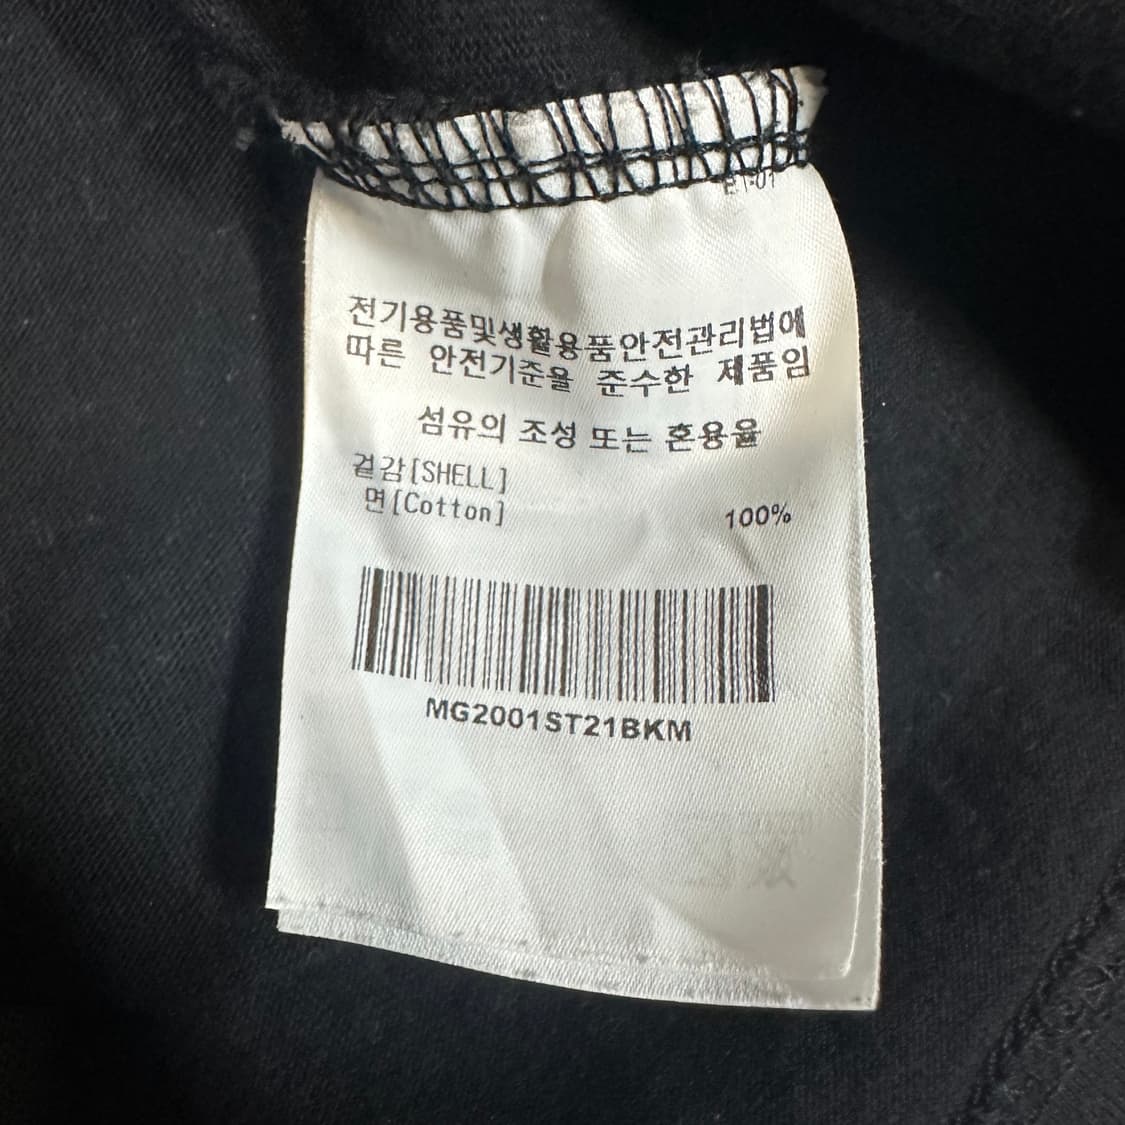 전기용품및생활용품안전관리법에
따른 안전기준을 준수한 제품임
섬유의 조성 또는 혼용율
겉감[SHELL]
면[Cotton] 100%
MG2001ST21BKM